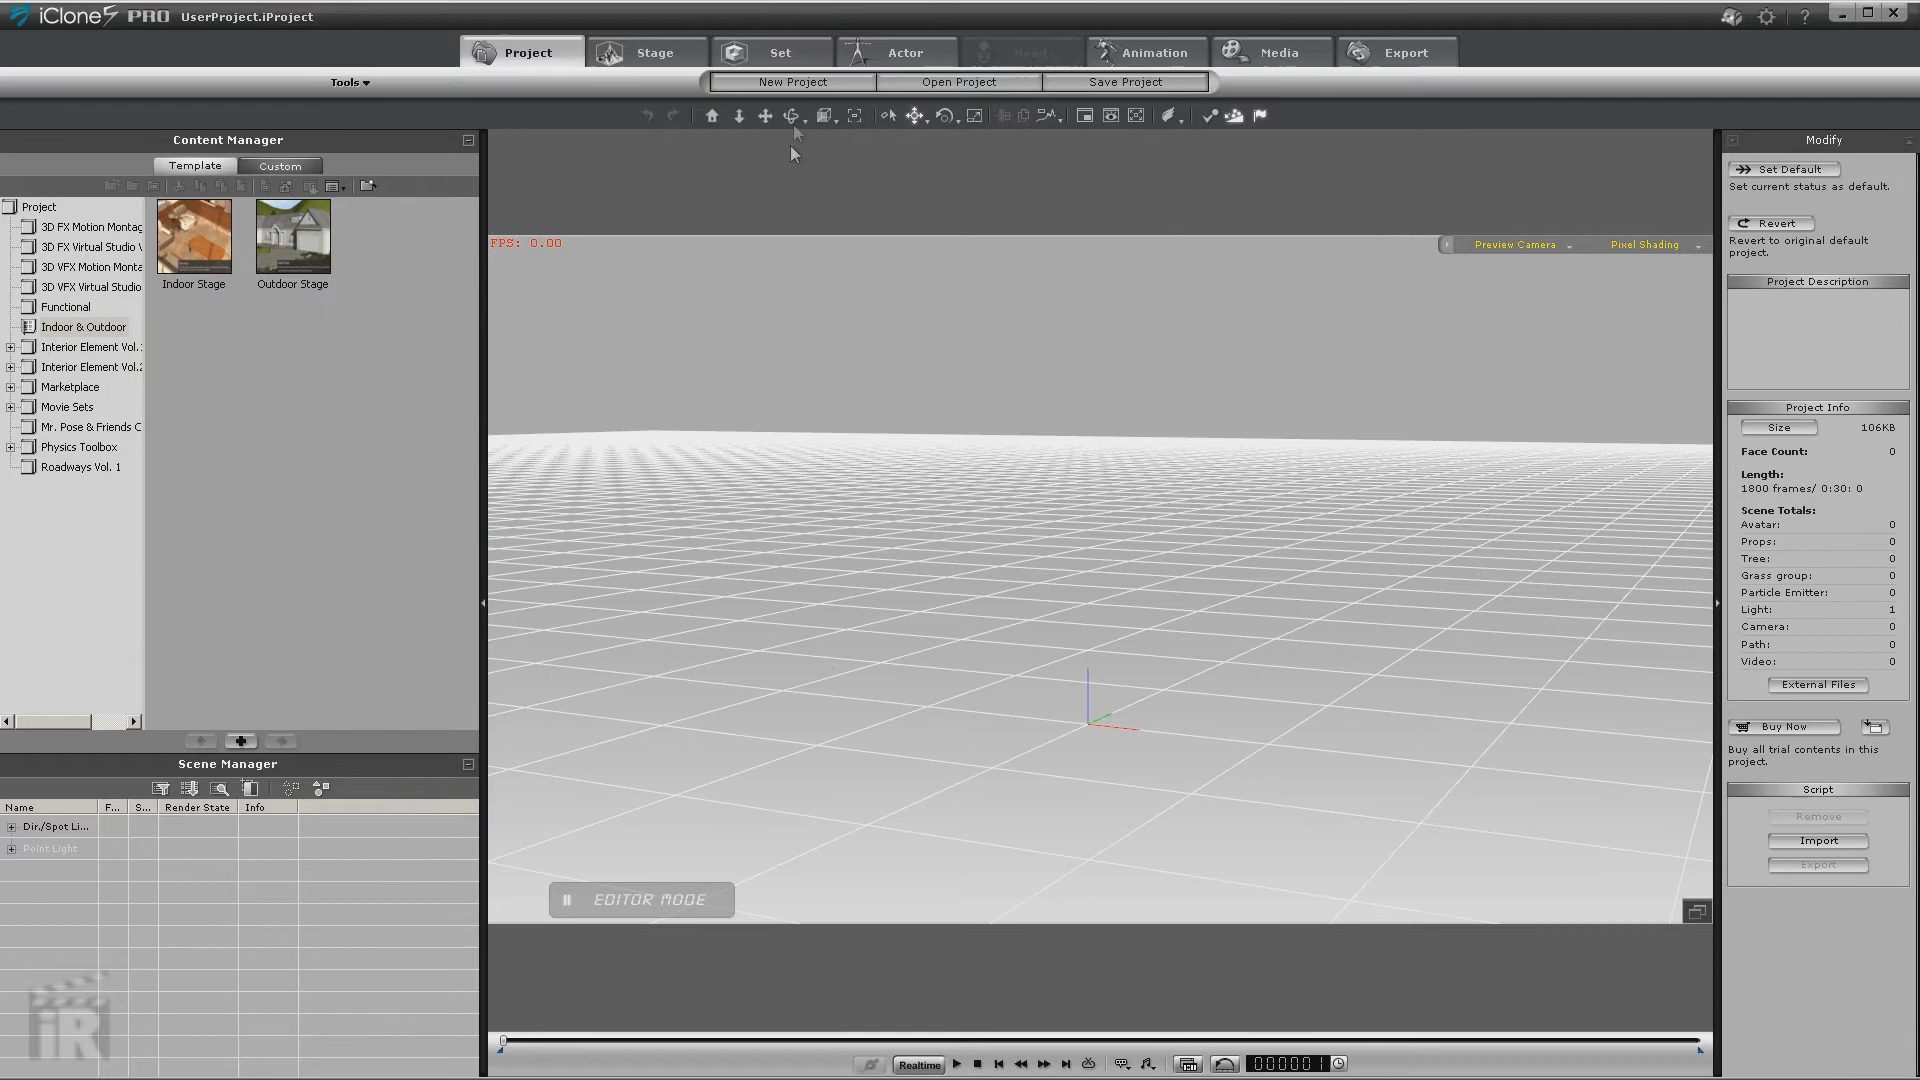 iClone5 PRO UserProject.iProject
Project Stage Set Actor Head Animation Media Export
Tools New Project Open Project Save Project
Content Manager
Template Custom
Project
3D FX Motion Montag
3D FX Virtual Studio V
3D VFX Motion Monta
3D VFX Virtual Studio
Functional
Indoor & Outdoor
Interior Element Vol.1
Interior Element Vol.2
Marketplace
Movie Sets
Mr. Pose & Friends C
Physics Toolbox
Roadways Vol. 1
Indoor Stage Outdoor Stage
Scene Manager
Name F... S... Render State Info
Dir./Spot Li...
Point Light
iR
FPS: 0.00
Preview Camera Pixel Shading
EDITOR MODE
Realtime
000001
Modify
Set Default
Set current status as default.
Revert
Revert to original default
project.
Project Description
Project Info
Size 106KB
Face Count: 0
Length:
1800 frames/ 0:30: 0
Scene Totals:
Avatar: 0
Props: 0
Tree: 0
Grass group: 0
Particle Emitter: 0
Light: 1
Camera: 0
Path: 0
Video: 0
External Files
Buy Now
Buy all trial contents in this
project.
Script
Remove
Import
Export